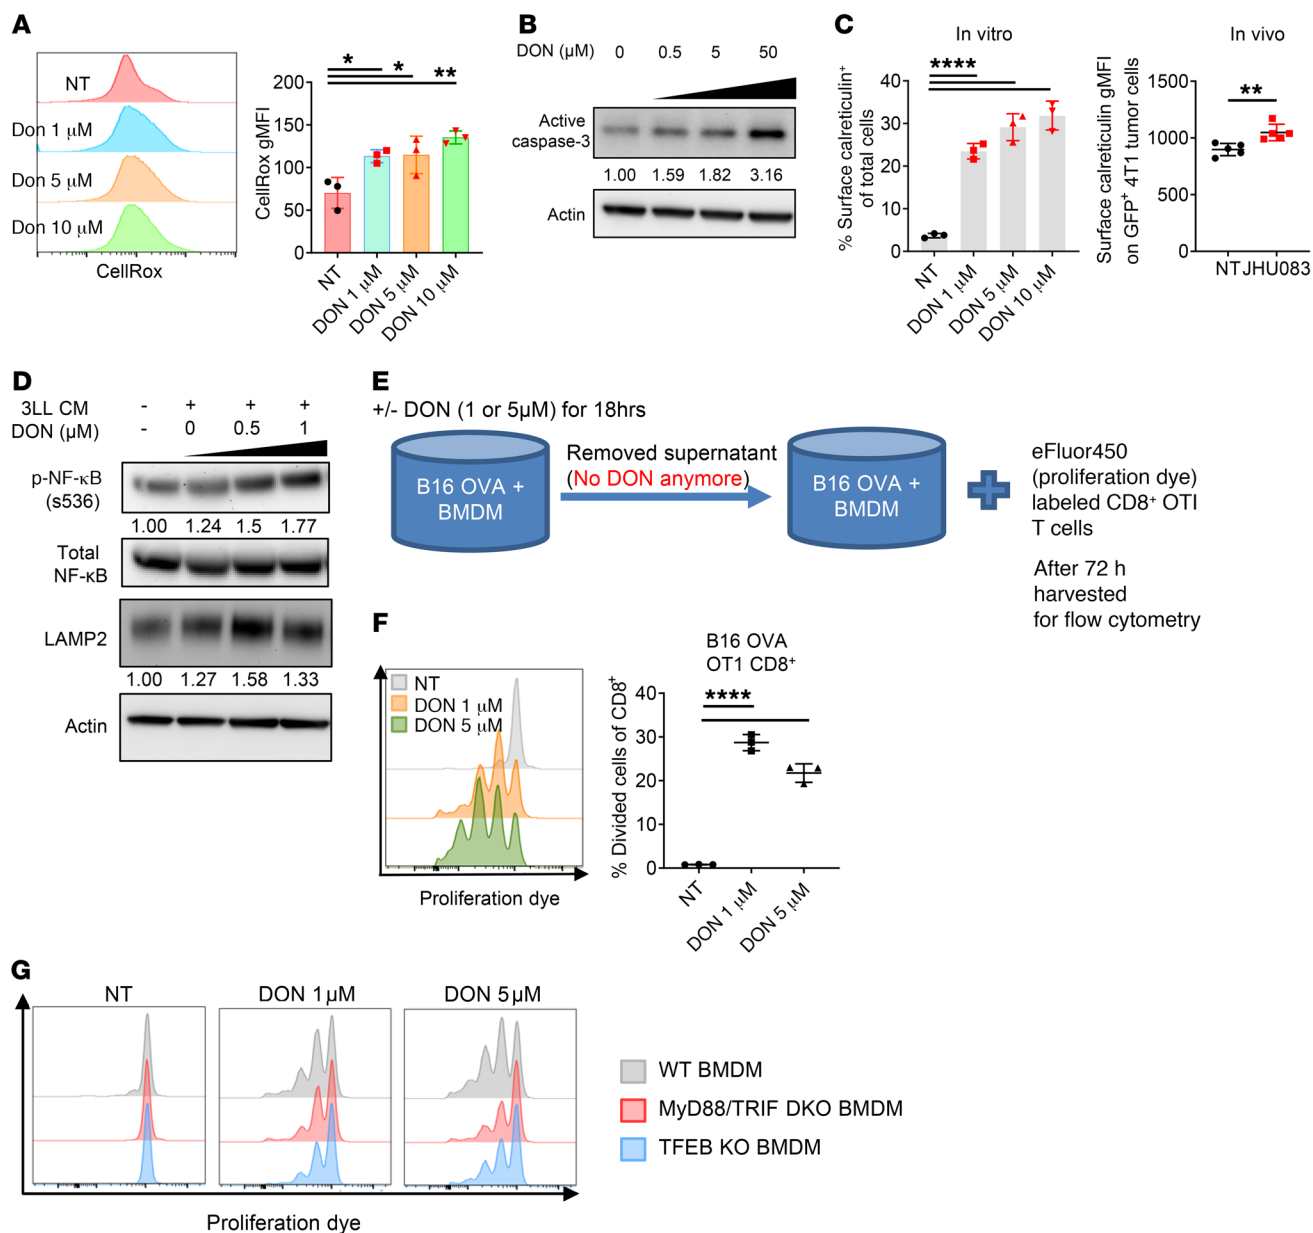 A
NT
Don 1 µM
Don 5 µM
Don 10 µM
CellRox
CellRox gMFI
200
150
100
50
0
* * **
NT
DON 1 µM
DON 5 µM
DON 10 µM
B
DON (µM) 0 0.5 5 50
Active
caspase-3
1.00 1.59 1.82 3.16
Actin
C
In vitro
% Surface calreticulin+
of total cells
40
30
20
10
0
****
NT
DON 1 µM
DON 5 µM
DON 10 µM
In vivo
Surface calreticulin gMFI
on GFP+ 4T1 tumor cells
1500
1000
500
0
**
NT JHU083
D
3LL CM - + + +
DON (µM) - 0 0.5 1
p-NF-κB
(s536)
1.00 1.24 1.5 1.77
Total
NF-κB
LAMP2
1.00 1.27 1.58 1.33
Actin
E
+/- DON (1 or 5µM) for 18hrs
B16 OVA +
BMDM
Removed supernatant
(No DON anymore)
B16 OVA +
BMDM
eFluor450
(proliferation dye)
labeled CD8+ OTI
T cells
After 72 h
harvested
for flow cytometry
F
NT
DON 1 µM
DON 5 µM
Proliferation dye
B16 OVA
OT1 CD8+
% Divided cells of CD8+
40
30
20
10
0
****
NT
DON 1 µM
DON 5 µM
G
NT
DON 1µM
DON 5µM
Proliferation dye
WT BMDM
MyD88/TRIF DKO BMDM
TFEB KO BMDM